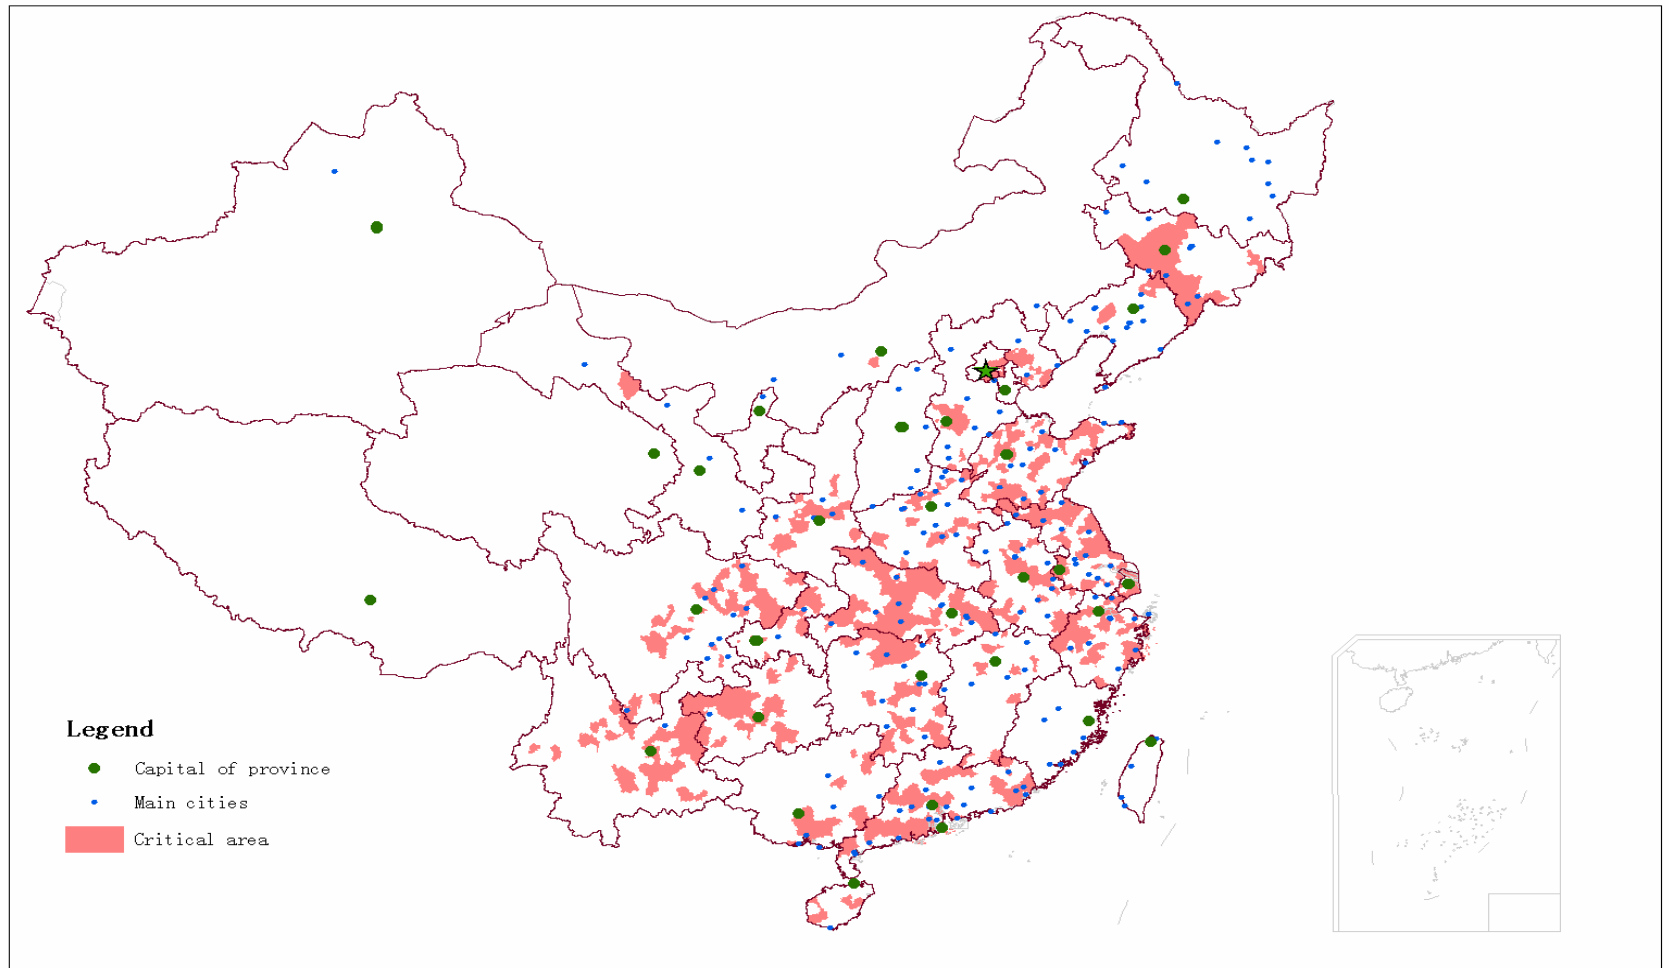 Legend
Capital of province
Main cities
Critical area